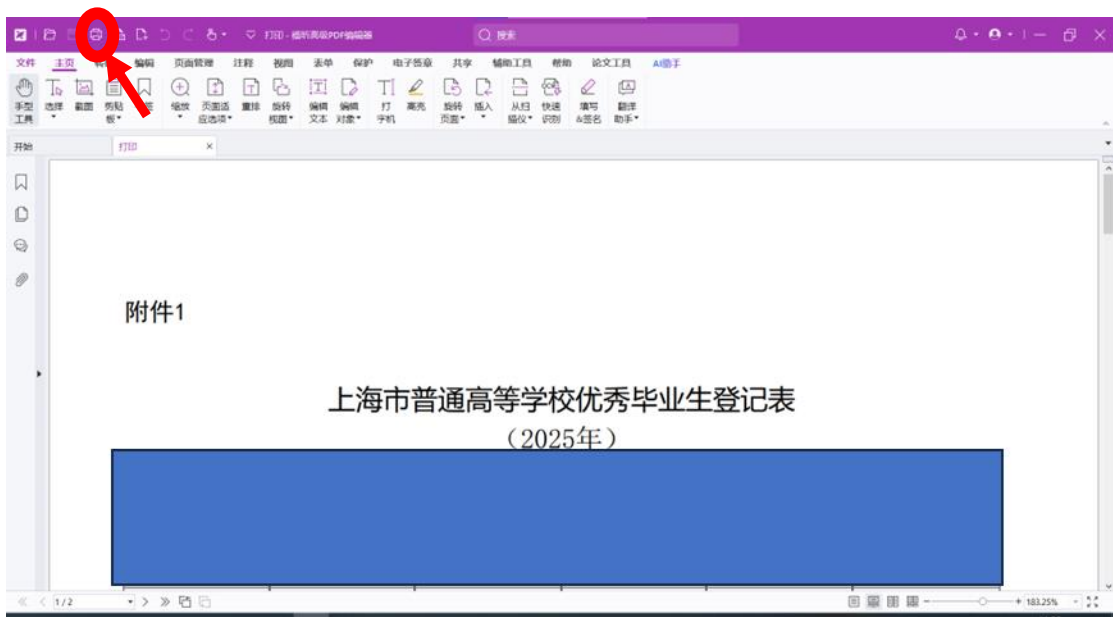 打印 - 福昕高级PDF编辑器
搜索
文件 主页 编辑 页面管理 注释 视图 表单 保护 电子签章 共享 辅助工具 帮助 论文工具 AI助手
手型工具 选择 截图 剪贴板 缩放 页面适应选项 重排 旋转视图 编辑文本 编辑对象 打字机 高亮 旋转页面 插入 从扫描仪 快速识别 填写&签名 翻译助手
开始 打印
附件1
上海市普通高等学校优秀毕业生登记表
（2025年）
1/2 183.25%